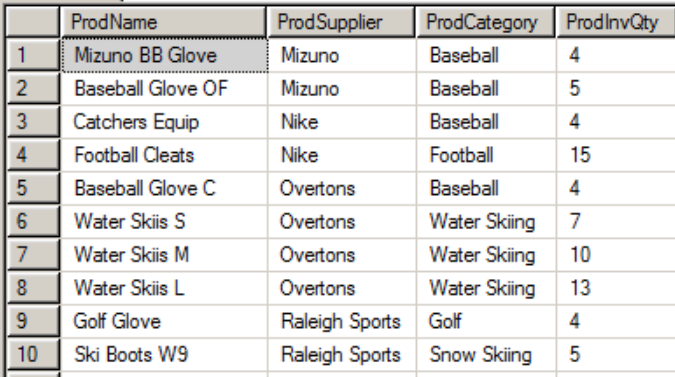 ProdName ProdSupplier ProdCategory ProdInvQty
1 Mizuno BB Glove Mizuno Baseball 4
2 Baseball Glove OF Mizuno Baseball 5
3 Catchers Equip Nike Baseball 4
4 Football Cleats Nike Football 15
5 Baseball Glove C Overtons Baseball 4
6 Water Skiis S Overtons Water Skiing 7
7 Water Skiis M Overtons Water Skiing 10
8 Water Skiis L Overtons Water Skiing 13
9 Golf Glove Raleigh Sports Golf 4
10 Ski Boots W9 Raleigh Sports Snow Skiing 5